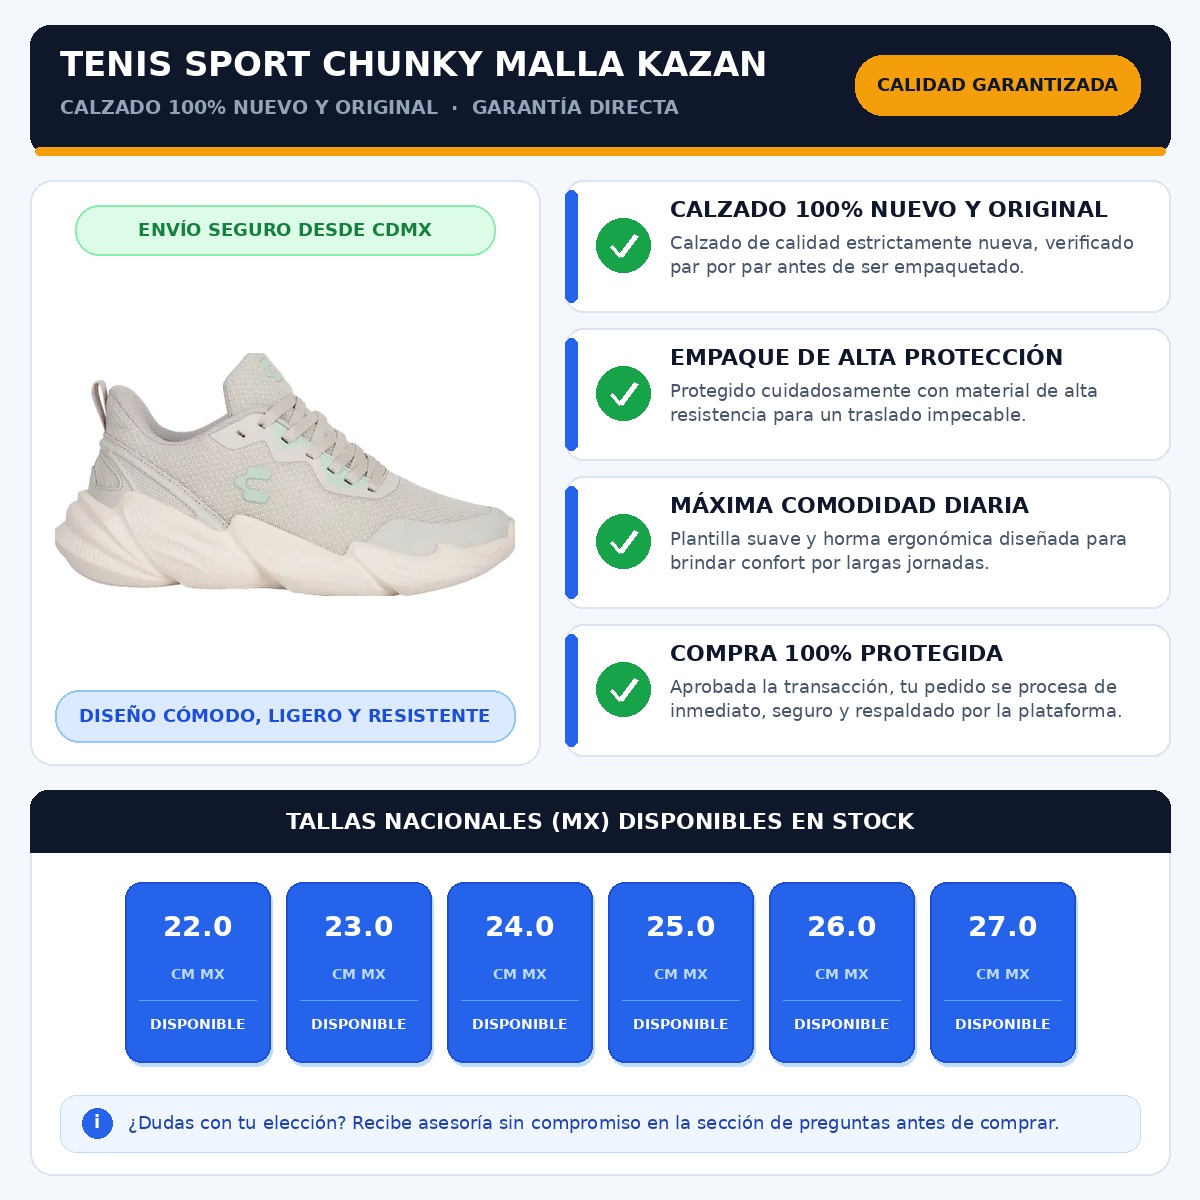 TENIS SPORT CHUNKY MALLA KAZAN
CALZADO 100% NUEVO Y ORIGINAL · GARANTÍA DIRECTA
CALIDAD GARANTIZADA
ENVÍO SEGURO DESDE CDMX
DISEÑO CÓMODO, LIGERO Y RESISTENTE
CALZADO 100% NUEVO Y ORIGINAL
Calzado de calidad estrictamente nueva, verificado
par por par antes de ser empaquetado.
EMPAQUE DE ALTA PROTECCIÓN
Protegido cuidadosamente con material de alta
resistencia para un traslado impecable.
MÁXIMA COMODIDAD DIARIA
Plantilla suave y horma ergonómica diseñada para
brindar confort por largas jornadas.
COMPRA 100% PROTEGIDA
Aprobada la transacción, tu pedido se procesa de
inmediato, seguro y respaldado por la plataforma.
TALLAS NACIONALES (MX) DISPONIBLES EN STOCK
22.0
CM MX
DISPONIBLE
23.0
CM MX
DISPONIBLE
24.0
CM MX
DISPONIBLE
25.0
CM MX
DISPONIBLE
26.0
CM MX
DISPONIBLE
27.0
CM MX
DISPONIBLE
i
¿Dudas con tu elección? Recibe asesoría sin compromiso en la sección de preguntas antes de comprar.